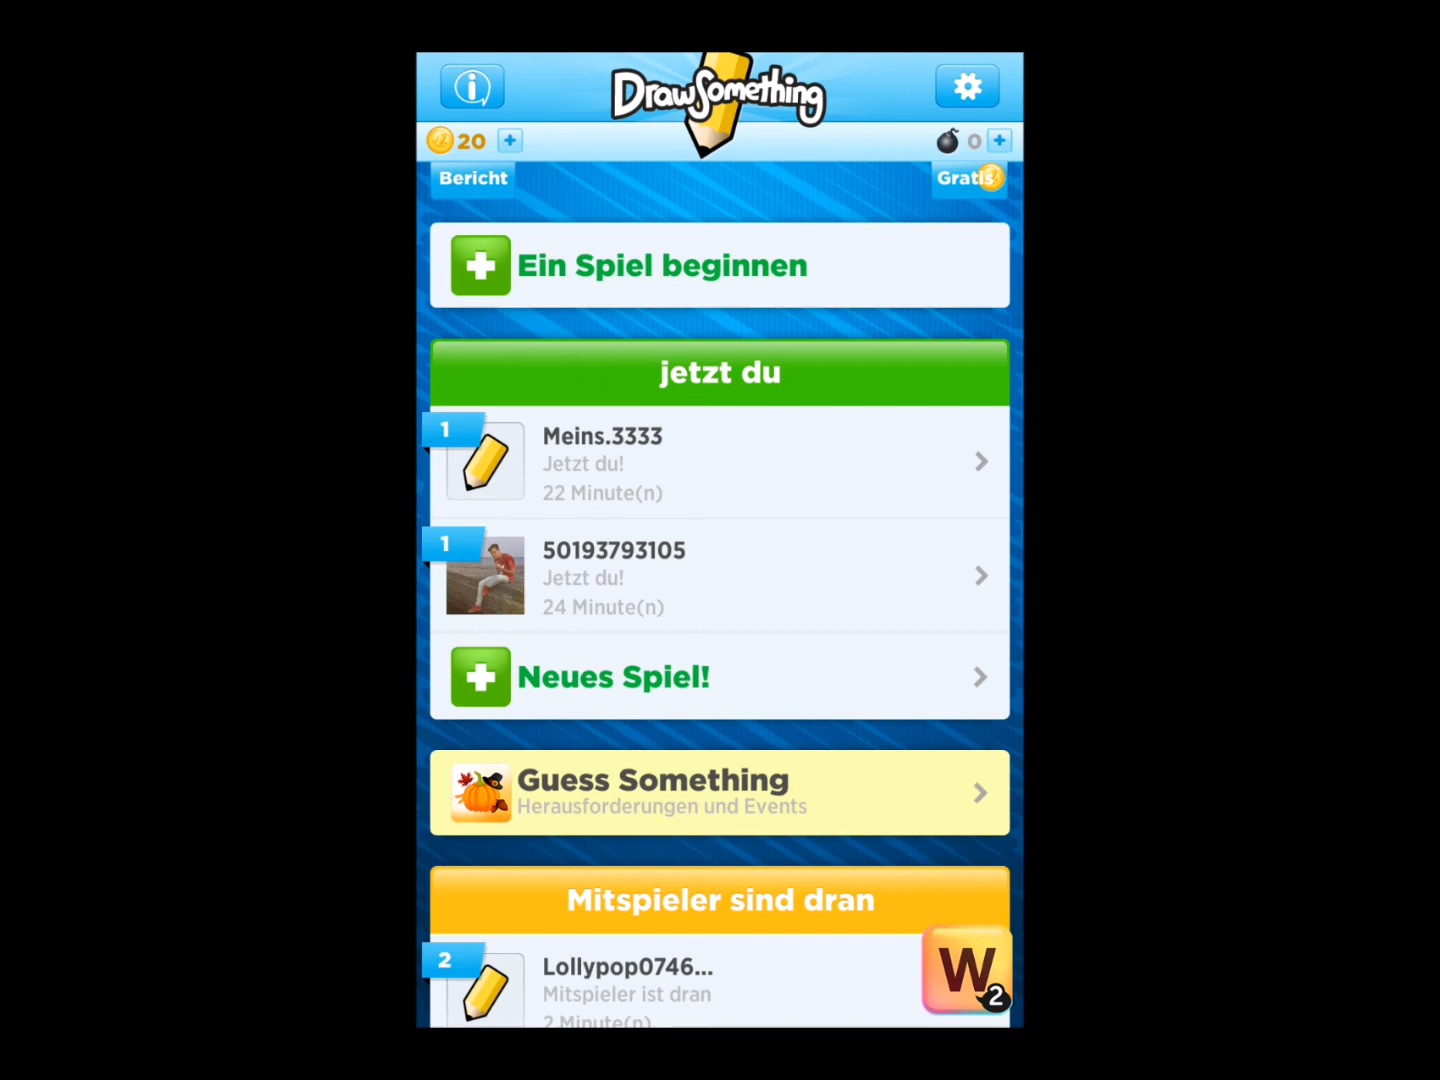 DrawSomething
20
0
Bericht
Gratis
Ein Spiel beginnen
jetzt du
1
Meins.3333
Jetzt du!
22 Minute(n)
1
50193793105
Jetzt du!
24 Minute(n)
Neues Spiel!
Guess Something
Herausforderungen und Events
Mitspieler sind dran
2
Lollypop0746...
Mitspieler ist dran
2 Minute(n)
W
2